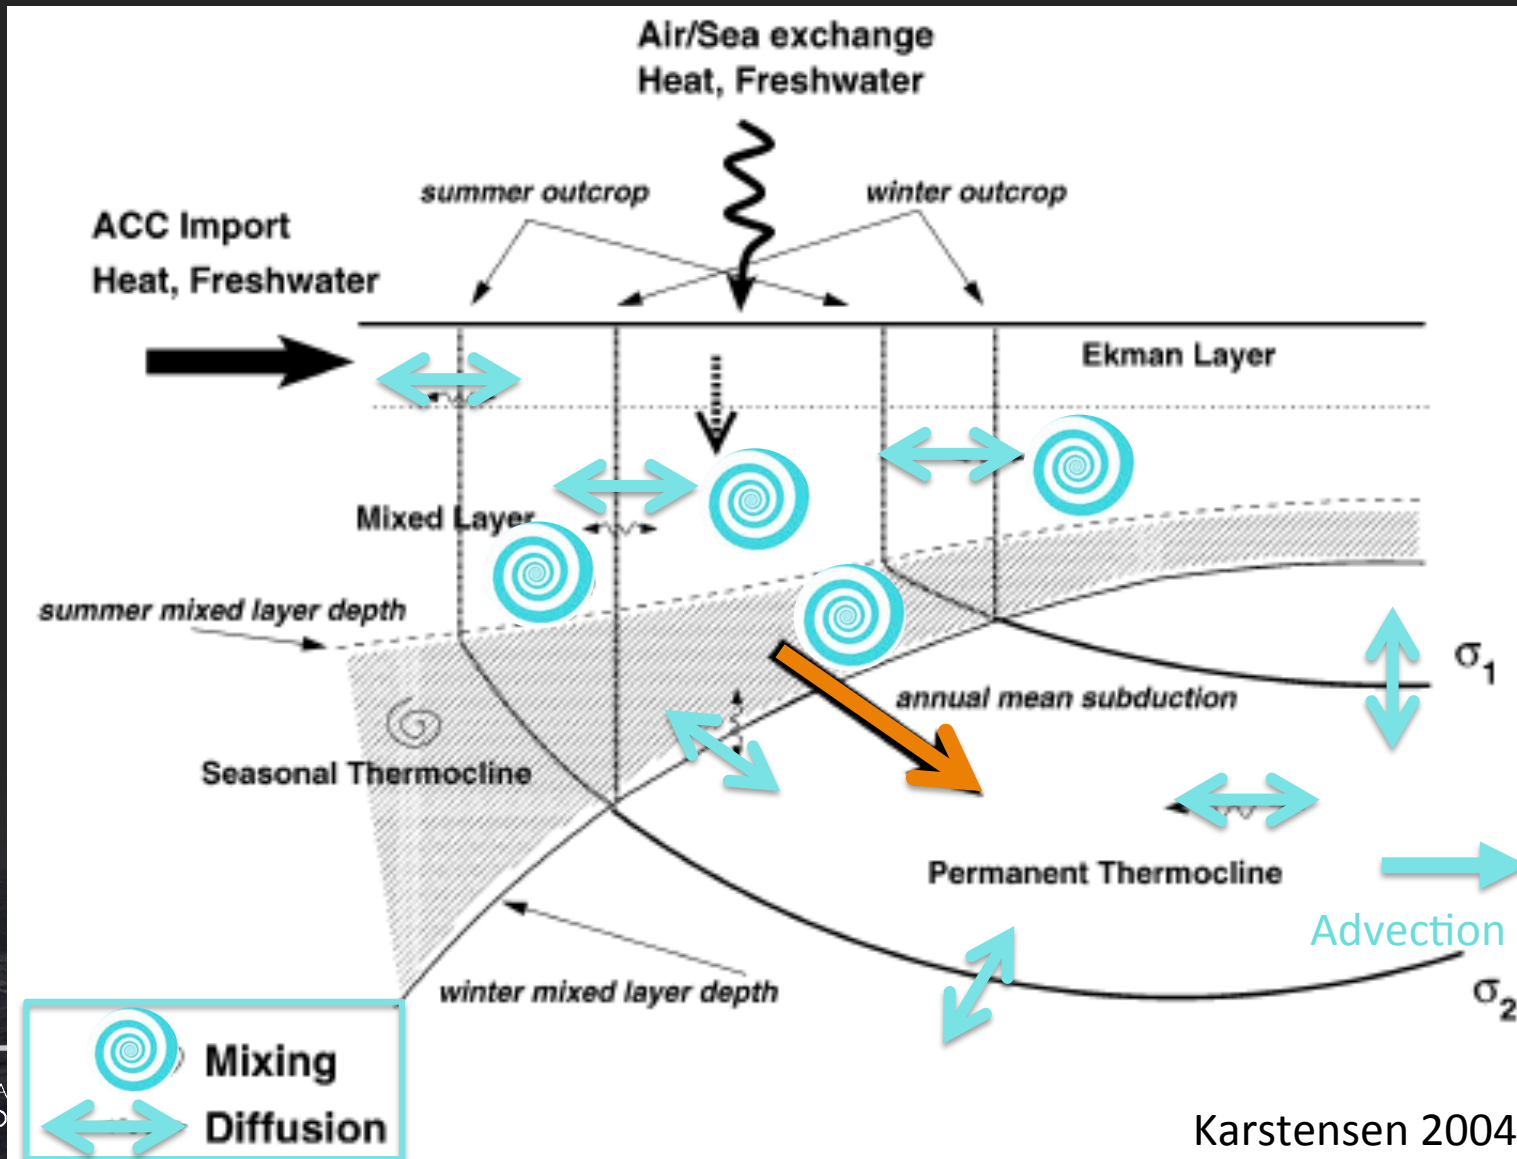 Air/Sea exchange
Heat, Freshwater
summer outcrop
winter outcrop
ACC Import
Heat, Freshwater
Ekman Layer
Mixed Layer
summer mixed layer depth
σ1
annual mean subduction
Seasonal Thermocline
Permanent Thermocline
Advection
winter mixed layer depth
σ2
Mixing
Diffusion
Karstensen 2004